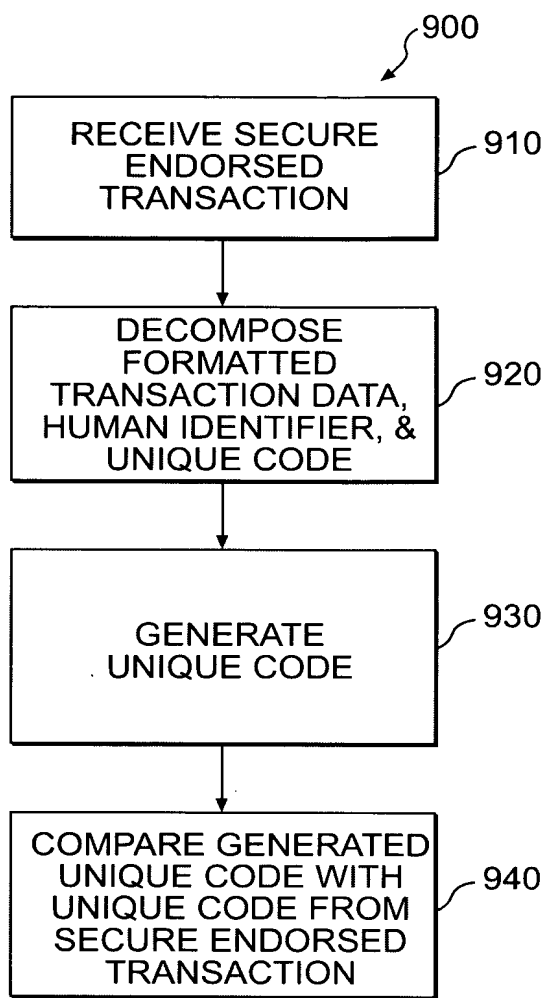 900
RECEIVE SECURE
ENDORSED
TRANSACTION
910
DECOMPOSE
FORMATTED
TRANSACTION DATA,
HUMAN IDENTIFIER, &
UNIQUE CODE
920
GENERATE
UNIQUE CODE
930
COMPARE GENERATED
UNIQUE CODE WITH
UNIQUE CODE FROM
SECURE ENDORSED
TRANSACTION
940